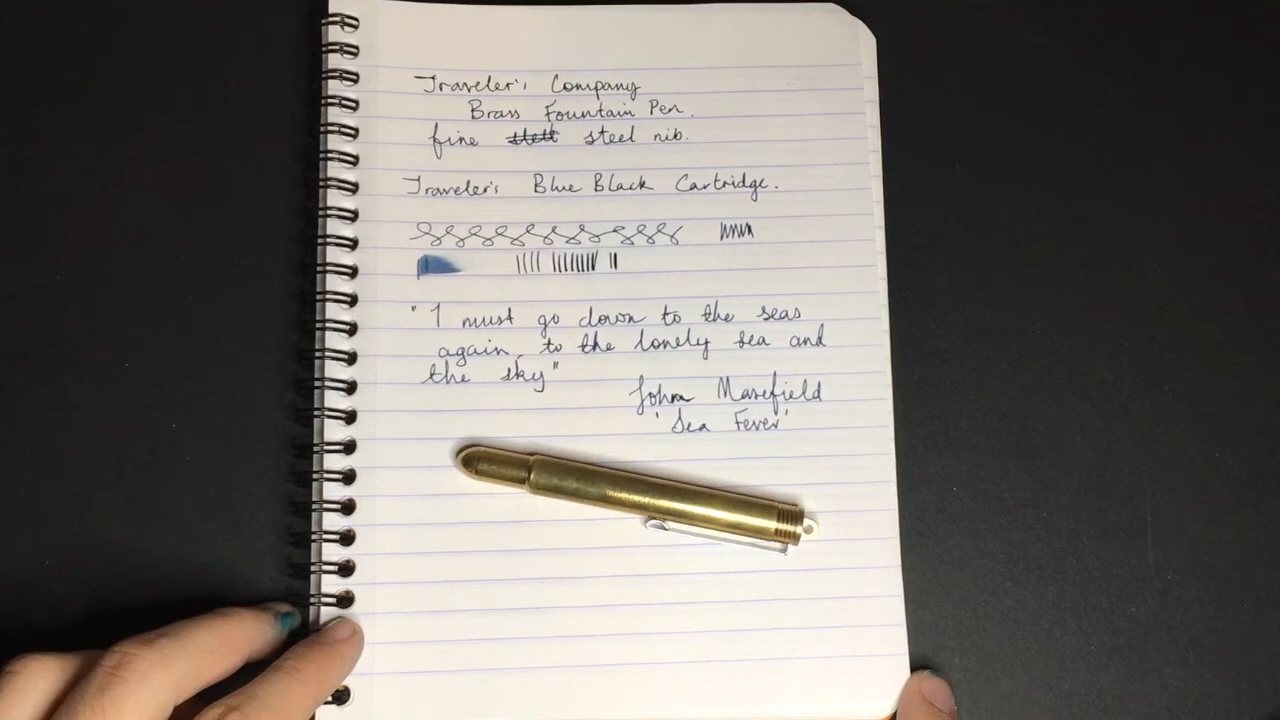 Traveler's Company
Brass Fountain Pen.
fine steel nib.
Traveler's Blue Black Cartridge.
"I must go down to the seas
again, to the lonely sea and
the sky"
John Masefield
'Sea Fever'